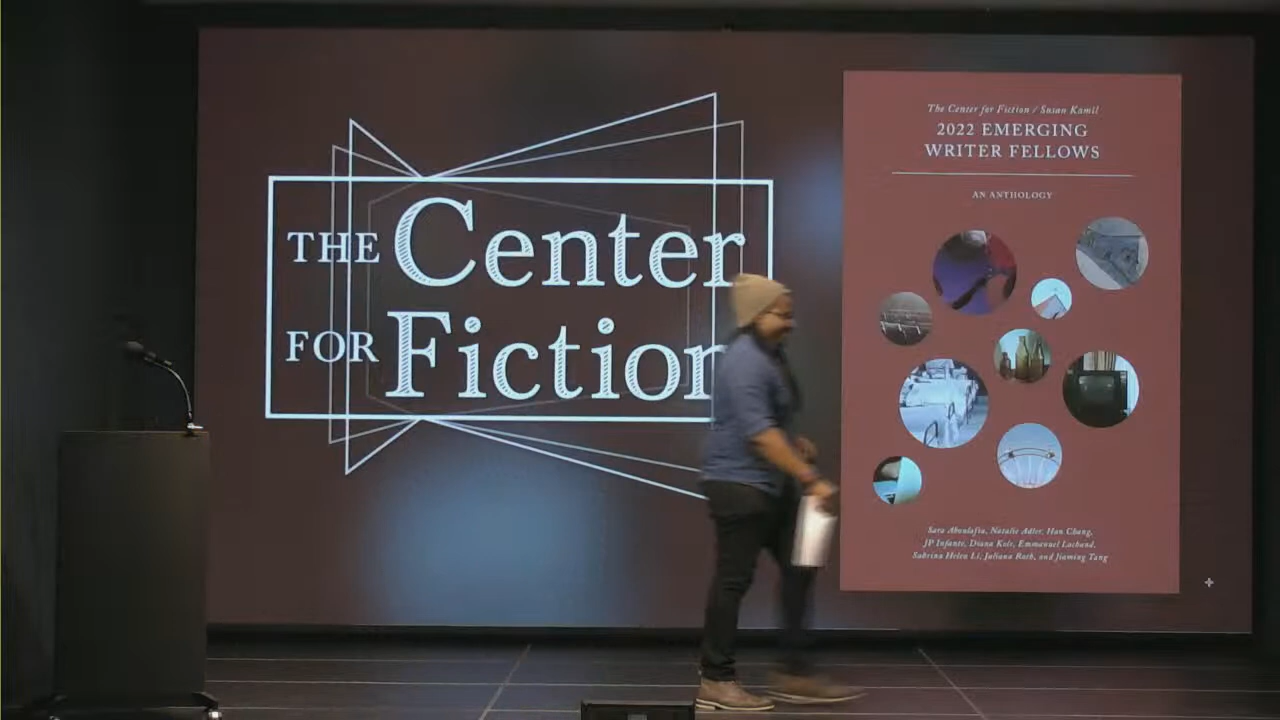 THE Center
FOR Fiction
The Center for Fiction / Susan Kamil
2022 EMERGING
WRITER FELLOWS
AN ANTHOLOGY
Sara Aboulafia, Natalie Adler, Han Chang,
JP Infante, Diana Kole, Emmanuel Lachaud,
Sabrina Helen Li, Juliana Roth, and Jiaming Tang